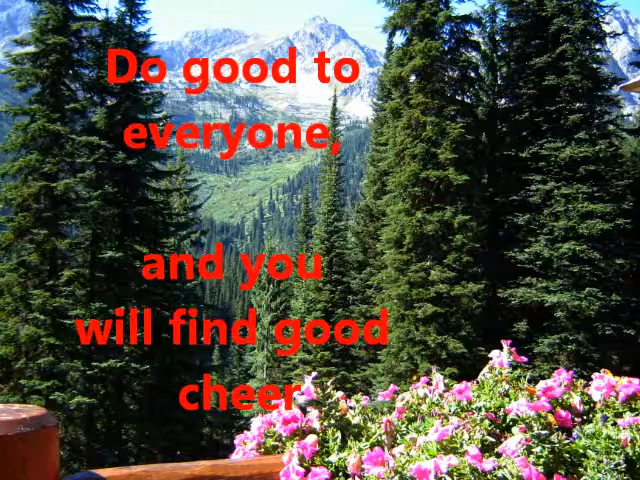 Do good to
everyone,
and you
will find good
cheer